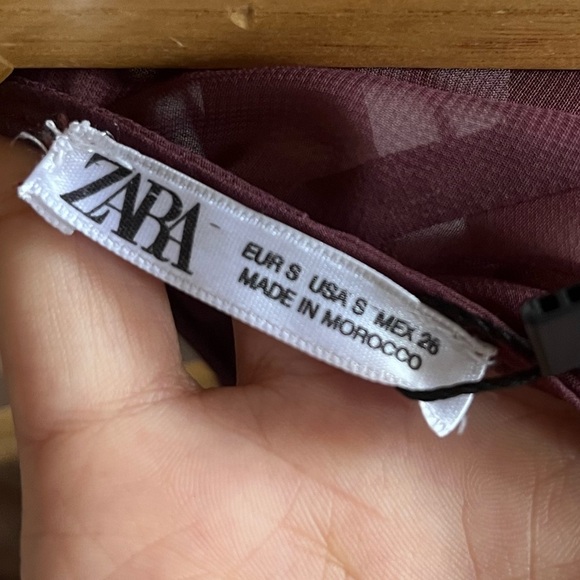 ZARA
EUR S USA S MEX 26
MADE IN MOROCCO